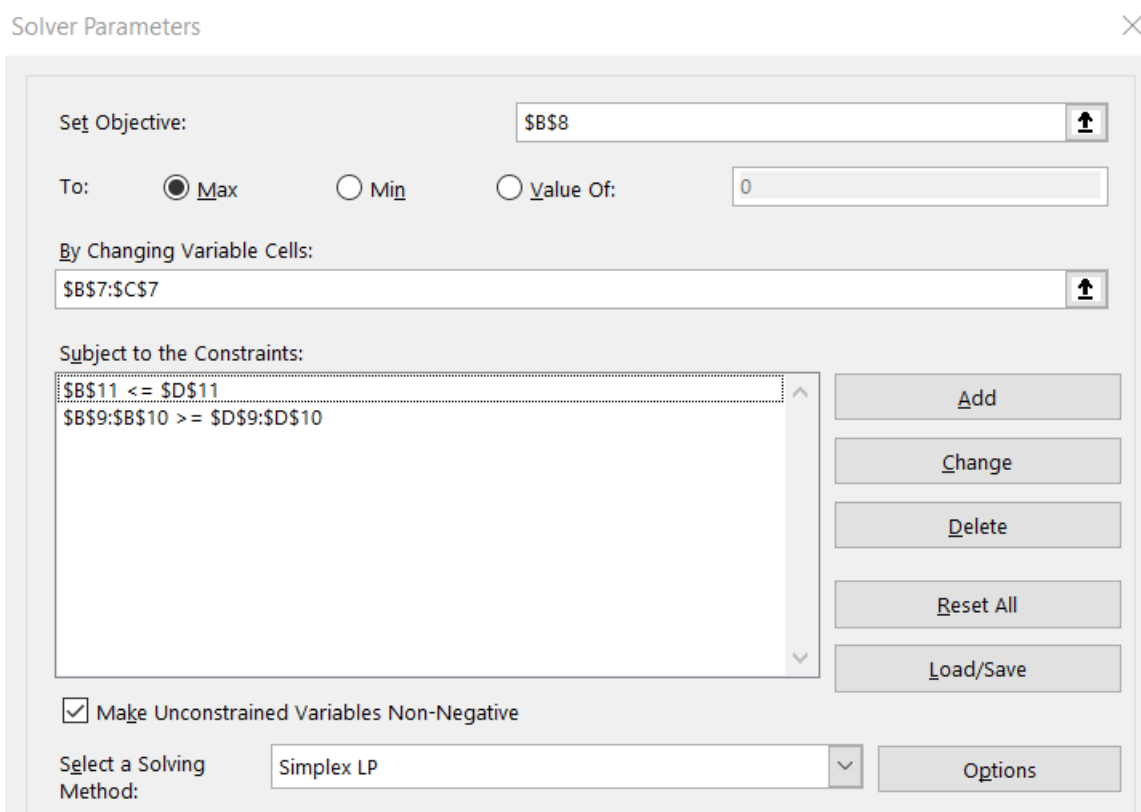 Solver Parameters
Set Objective: $B$8
To: Max Min Value Of: 0
By Changing Variable Cells:
$B$7:$C$7
Subject to the Constraints:
$B$11 <= $D$11
$B$9:$B$10 >= $D$9:$D$10
Add
Change
Delete
Reset All
Load/Save
Make Unconstrained Variables Non-Negative
Select a Solving
Method:
Simplex LP
Options